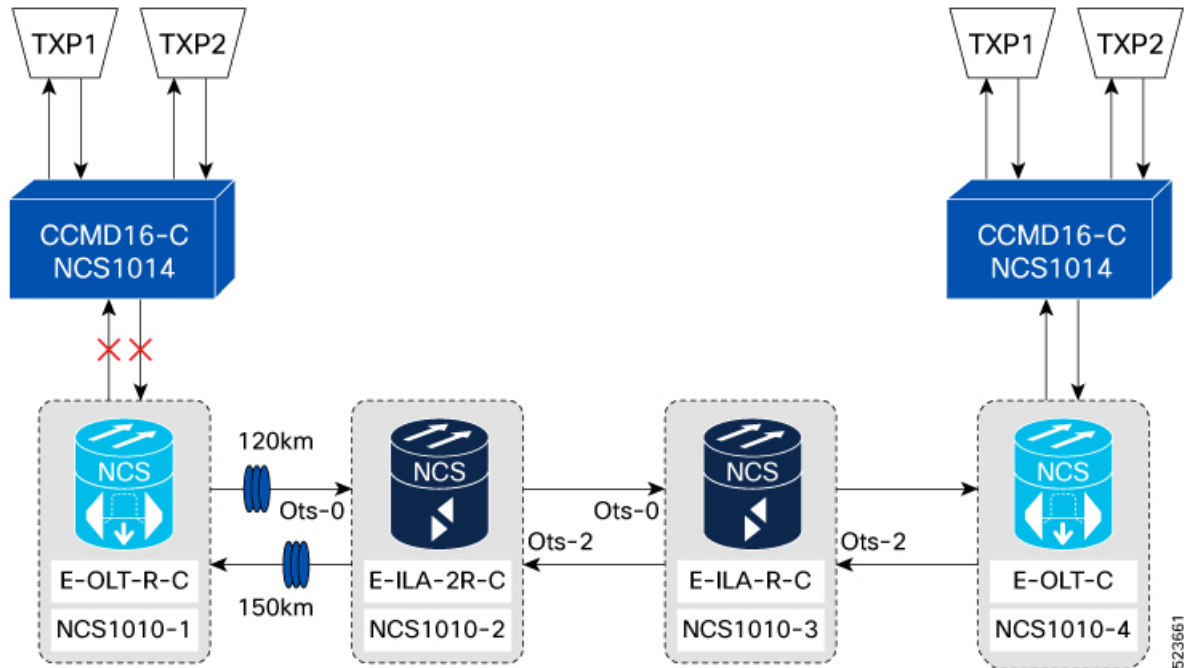 TXP1
TXP2
TXP1
TXP2
CCMD16-C
NCS1014
CCMD16-C
NCS1014
120km
NCS
NCS
NCS
NCS
Ots-0
Ots-0
Ots-2
Ots-2
E-OLT-R-C
E-ILA-2R-C
E-ILA-R-C
E-OLT-C
150km
NCS1010-1
NCS1010-2
NCS1010-3
NCS1010-4
523661